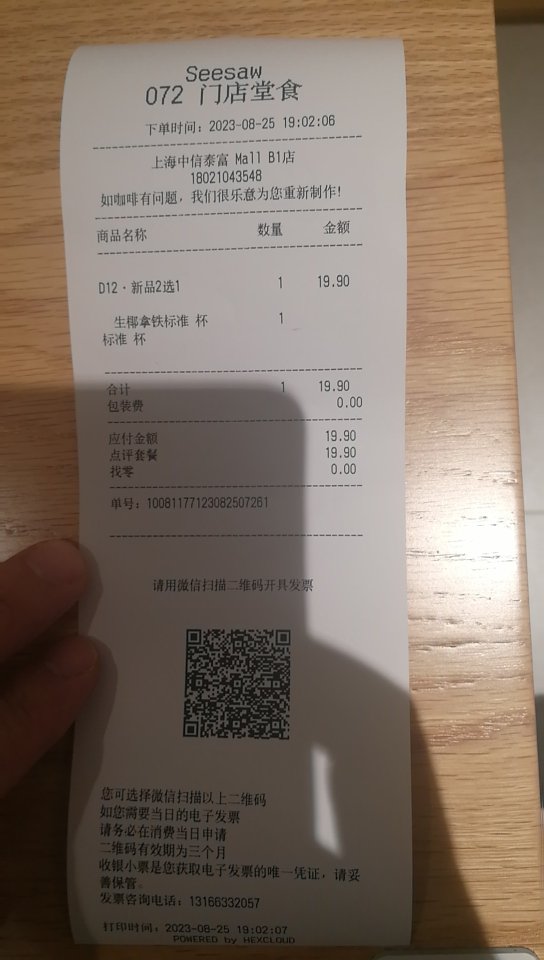 Seesaw
072 门店堂食
下单时间: 2023-08-25 19:02:06
上海中信泰富 Mall B1店
18021043548
如咖啡有问题, 我们很乐意为您重新制作!
商品名称 数量 金额
D12·新品2选1 1 19.90
生椰拿铁标准 杯 1
标准 杯
合计 1 19.90
包装费 0.00
应付金额 19.90
点评套餐 19.90
找零 0.00
单号: 10081177123082507261
请用微信扫描二维码开具发票
您可选择微信扫描以上二维码
如您需要当日的电子发票
请务必在消费当日申请
二维码有效期为三个月
收银小票是您获取电子发票的唯一凭证, 请妥
善保管。
发票咨询电话: 13166332057
打印时间: 2023-08-25 19:02:07
POWERED by HEXCLOUD